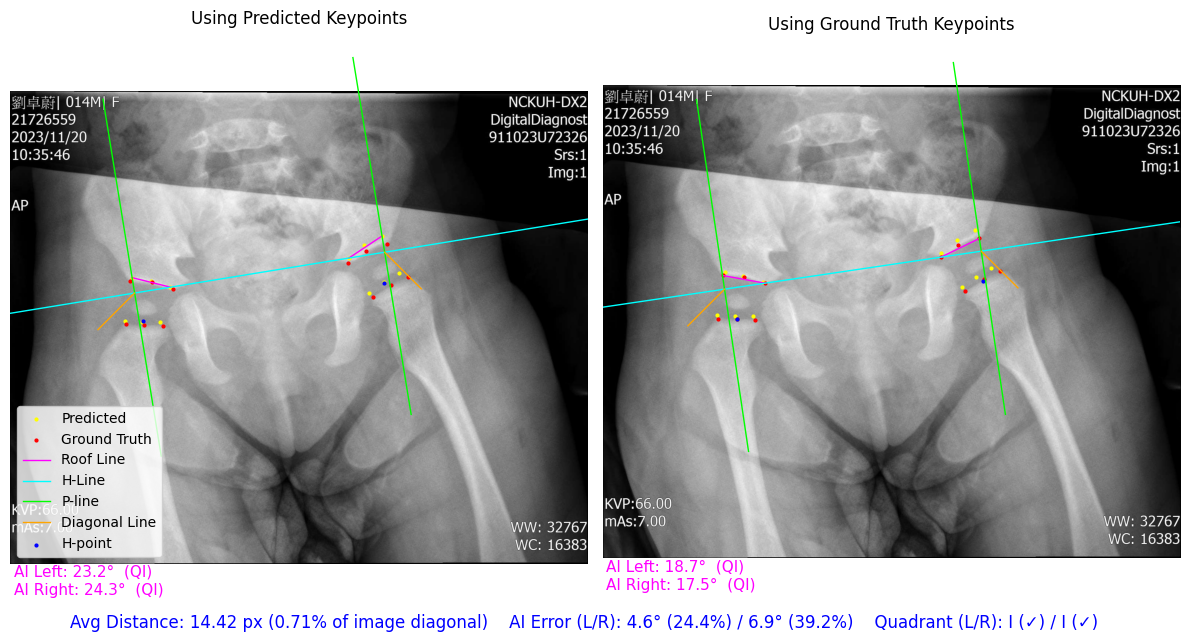 Using Predicted Keypoints
劉卓蔚| 014M| F
21726559
2023/11/20
10:35:46
NCKUH-DX2
DigitalDiagnost
911023U72326
Srs:1
Img:1
AP
Predicted
Ground Truth
Roof Line
H-Line
P-line
Diagonal Line
H-point
KVP:66.00
mAs:7.00
WW: 32767
WC: 16383
AI Left: 23.2° (QI)
AI Right: 24.3° (QI)
Using Ground Truth Keypoints
劉卓蔚| 014M| F
21726559
2023/11/20
10:35:46
NCKUH-DX2
DigitalDiagnost
911023U72326
Srs:1
Img:1
AP
KVP:66.00
mAs:7.00
WW: 32767
WC: 16383
AI Left: 18.7° (QI)
AI Right: 17.5° (QI)
Avg Distance: 14.42 px (0.71% of image diagonal) AI Error (L/R): 4.6° (24.4%) / 6.9° (39.2%) Quadrant (L/R): I (✓) / I (✓)